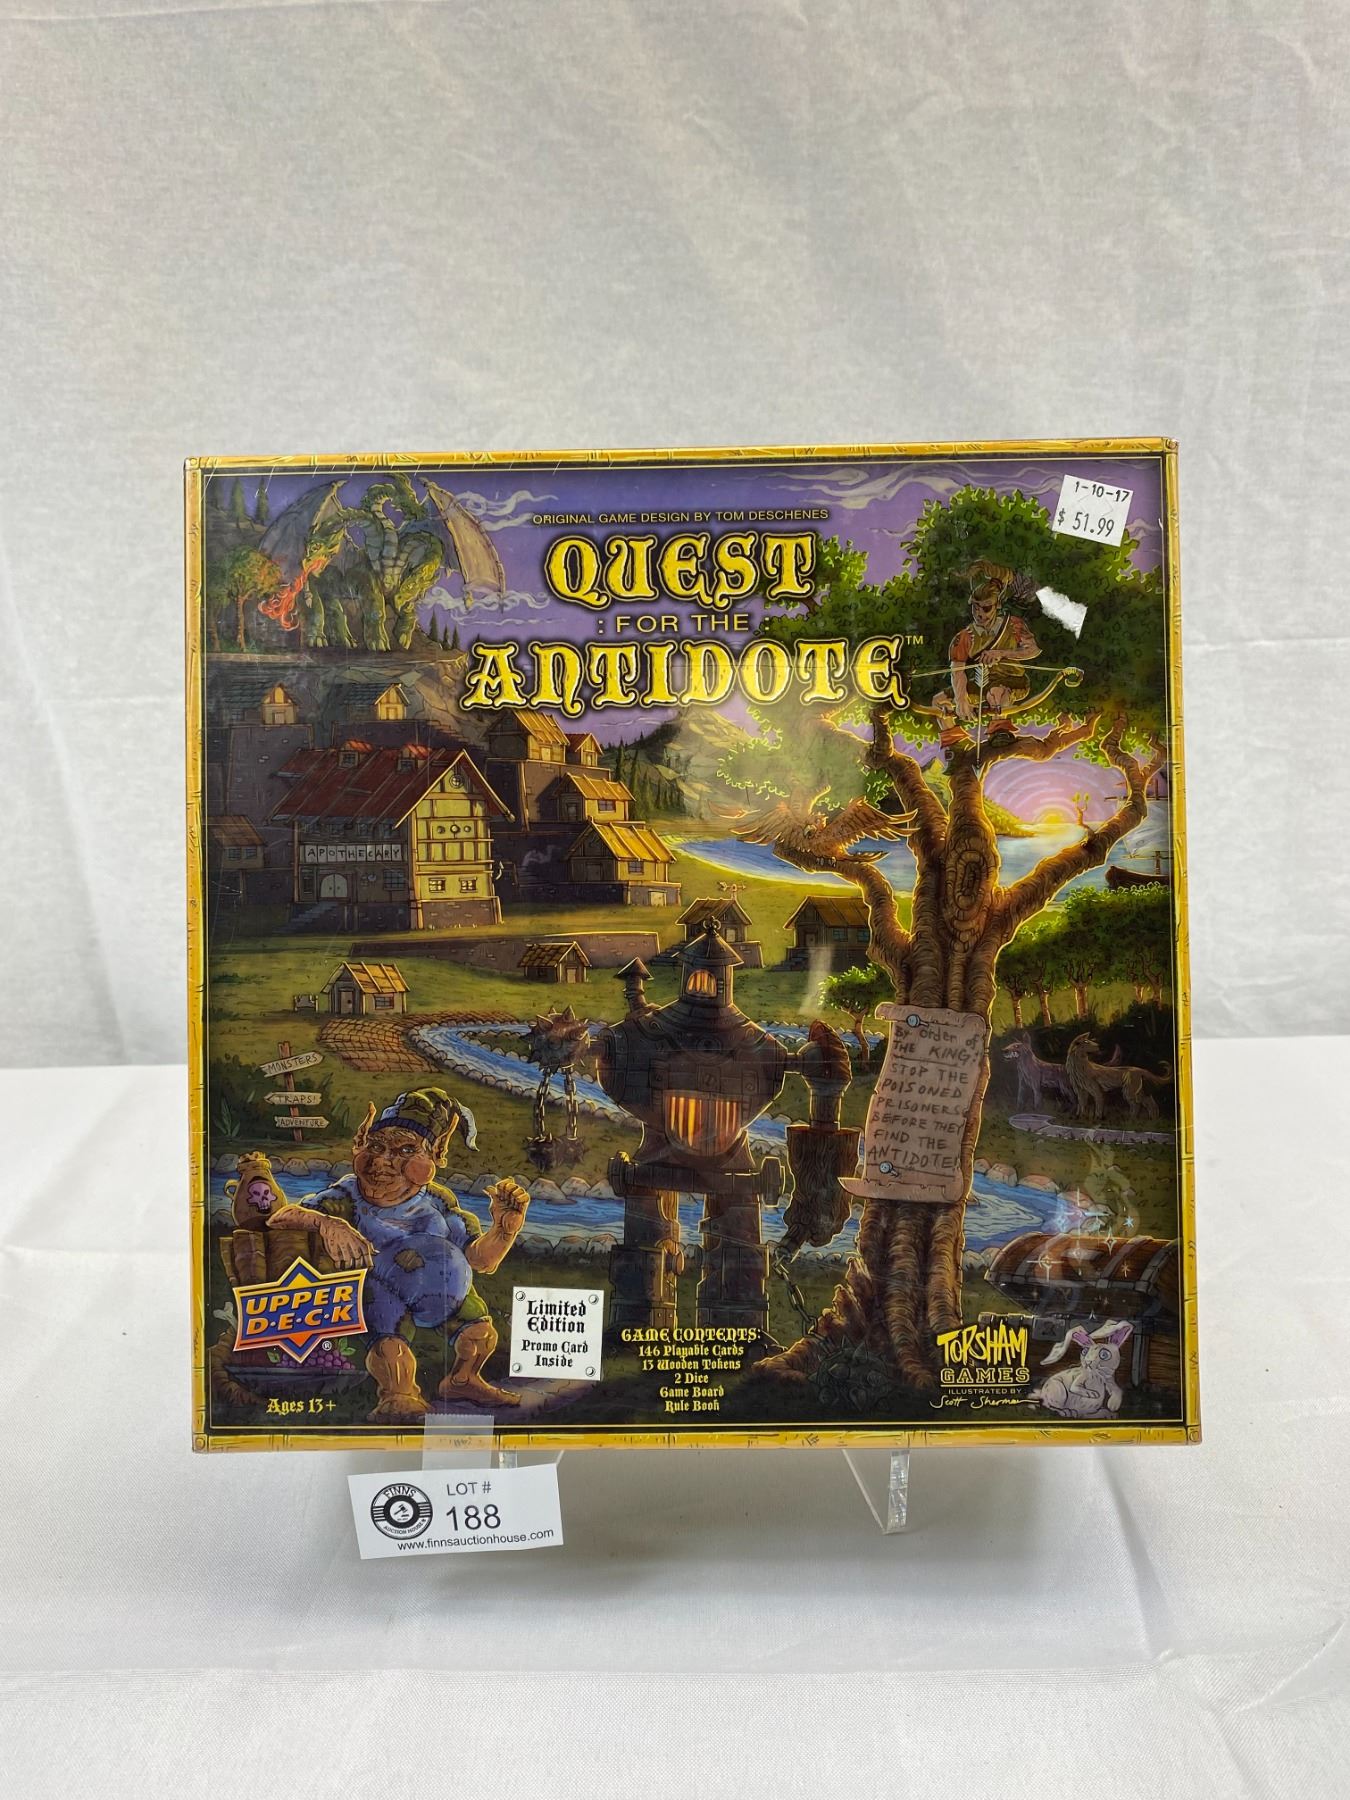 1-10-17
$ 51.99
ORIGINAL GAME DESIGN BY TOM DESCHENES
QUEST
: FOR THE :
ANTIDOTE™
APOTHECARY
MONSTERS
TRAPS!
ADVENTURE
By Order of
THE KING:
STOP THE
POISONED
PRISONERS
BEFORE THEY
FIND THE
ANTIDOTE!
UPPER
D·E·C·K®
Ages 13+
Limited
Edition
Promo Card
Inside
GAME CONTENTS:
146 Playable Cards
13 Wooden Tokens
2 Dice
Game Board
Rule Book
TOPSHAM
GAMES
ILLUSTRATED BY
Scott Sherman
FINNS
AUCTION HOUSE
LOT #
188
www.finnsauctionhouse.com